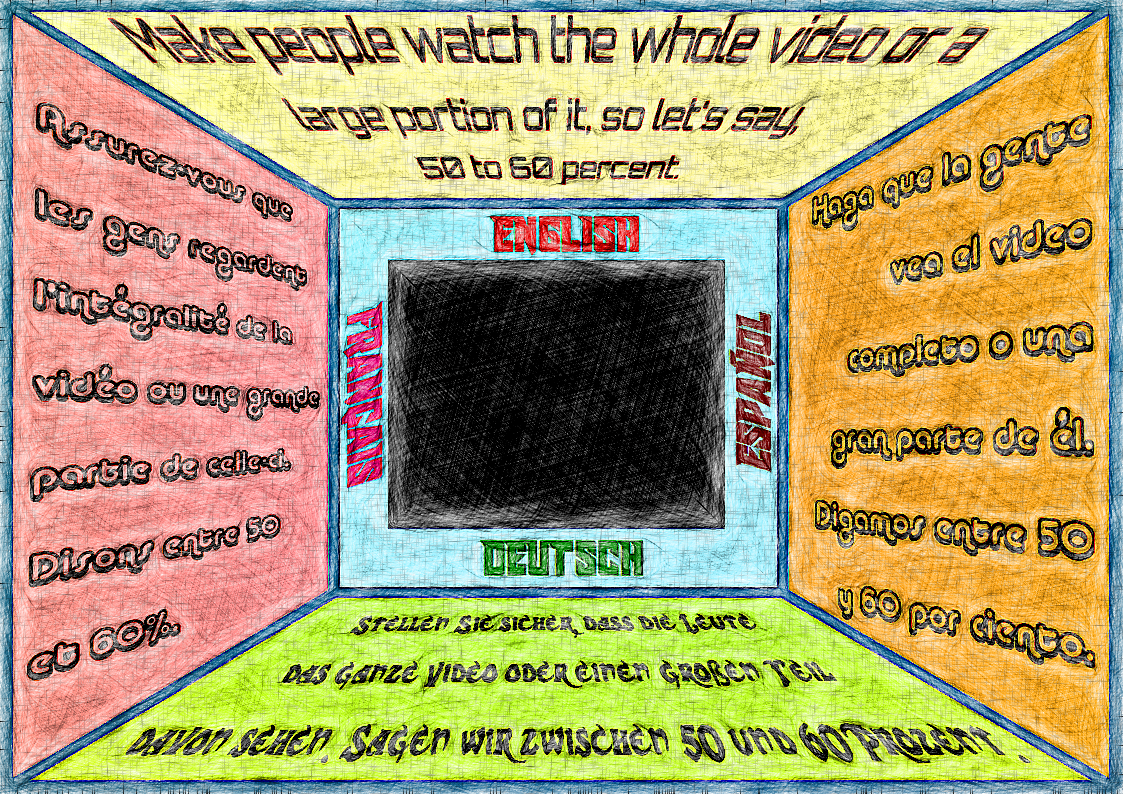 Make people watch the whole video or a
large portion of it, so let's say,
50 to 60 percent.
ENGLISH
Assurez-vous que
les gens regardent
l'intégralité de la
vidéo ou une grande
partie de celle-ci.
Disons entre 50
et 60%.
FRANÇAIS
ESPAÑOL
Haga que la gente
vea el video
completo o una
gran parte de él.
Digamos entre 50
y 60 por ciento.
DEUTSCH
Stellen Sie sicher, dass die Leute
das ganze Video oder einen großen Teil
davon sehen. Sagen wir zwischen 50 und 60 Prozent.